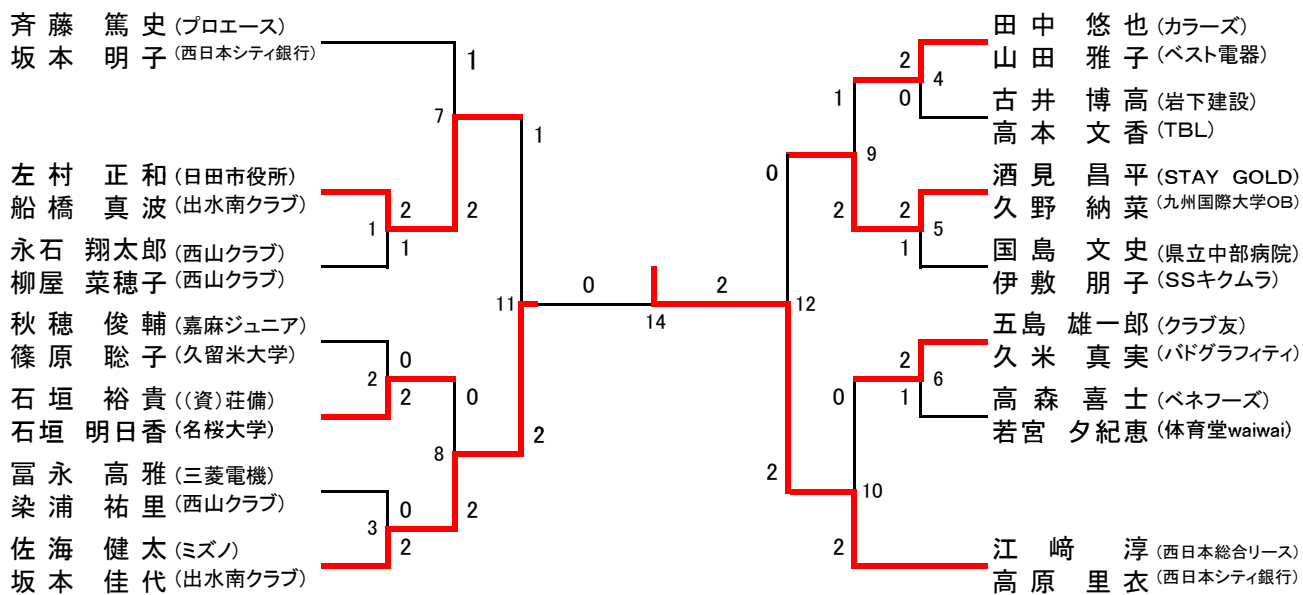 斉藤 篤史 (プロエース)
坂本 明子 (西日本シティ銀行)
左村 正和 (日田市役所)
船橋 真波 (出水南クラブ)
永石 翔太郎 (西山クラブ)
柳屋 菜穂子 (西山クラブ)
秋穂 俊輔 (嘉麻ジュニア)
篠原 聡子 (久留米大学)
石垣 裕貴 ((資)荘備)
石垣 明日香 (名桜大学)
冨永 高雅 (三菱電機)
染浦 祐里 (西山クラブ)
佐海 健太 (ミズノ)
坂本 佳代 (出水南クラブ)
1
7
1
2
1
2
1
0
2
2
0
8
2
0
3
2
2
11
0
14
2
12
0
1
2
4
0
9
2
2
5
1
2
6
1
0
10
2
2
田中 悠也 (カラーズ)
山田 雅子 (ベスト電器)
古井 博高 (岩下建設)
高本 文香 (TBL)
酒見 昌平 (STAY GOLD)
久野 納菜 (九州国際大学OB)
国島 文史 (県立中部病院)
伊敷 朋子 (SSキクムラ)
五島 雄一郎 (クラブ友)
久米 真実 (バドグラフィティ)
高森 喜士 (ベネフーズ)
若宮 夕紀恵 (体育堂waiwai)
江﨑 淳 (西日本総合リース)
高原 里衣 (西日本シティ銀行)